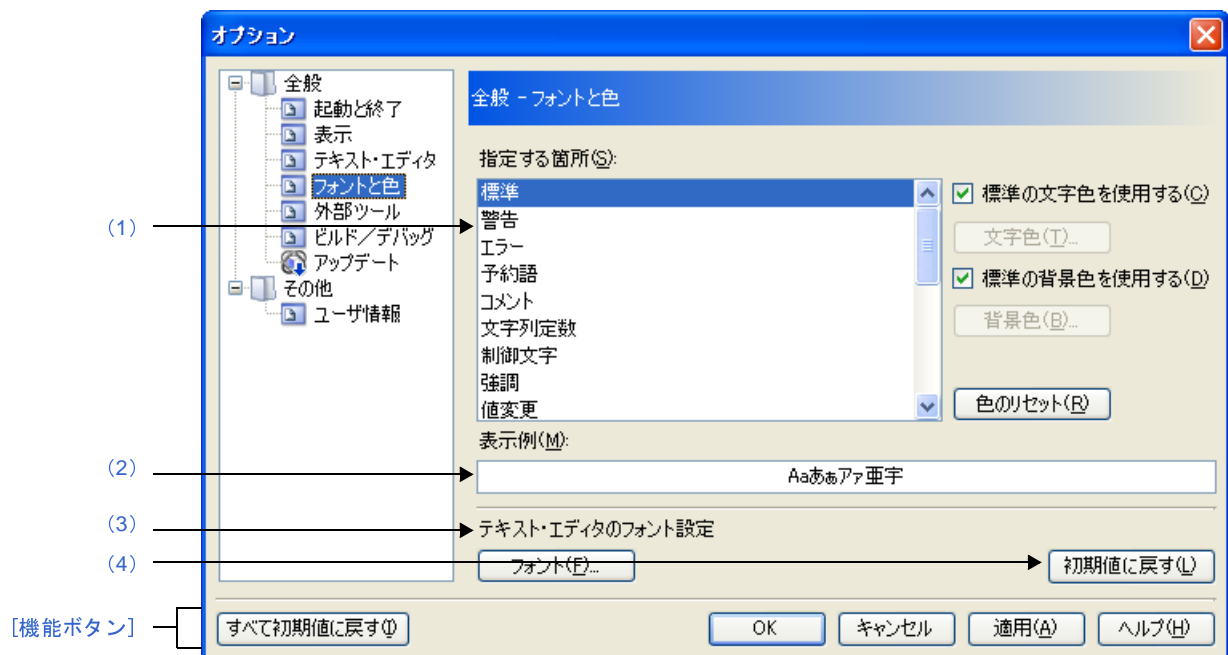 オプション
全般
起動と終了
表示
テキスト・エディタ
フォントと色
外部ツール
ビルド／デバッグ
アップデート
その他
ユーザ情報
全般 - フォントと色
指定する箇所(S):
標準
警告
エラー
予約語
コメント
文字列定数
制御文字
強調
値変更
標準の文字色を使用する(C)
文字色(T)...
標準の背景色を使用する(D)
背景色(B)...
色のリセット(R)
表示例(M):
Aaあぁアァ亜宇
テキスト・エディタのフォント設定
フォント(F)...
初期値に戻す(L)
すべて初期値に戻す(I)
OK
キャンセル
適用(A)
ヘルプ(H)
(1)
(2)
(3)
(4)
[機能ボタン]